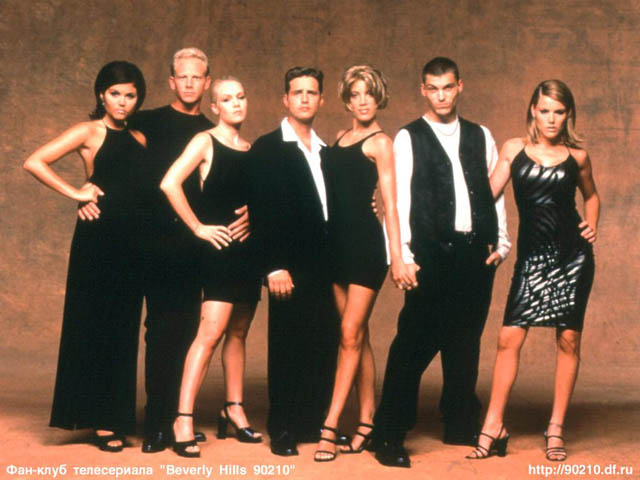 Фан-клуб телесериала "Beverly Hills 90210"
http://90210.df.ru